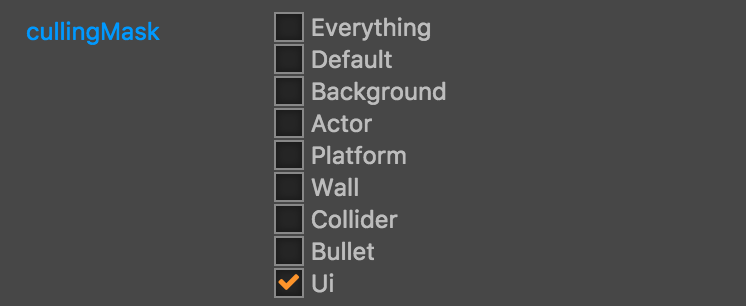 cullingMask
Everything
Default
Background
Actor
Platform
Wall
Collider
Bullet
Ui